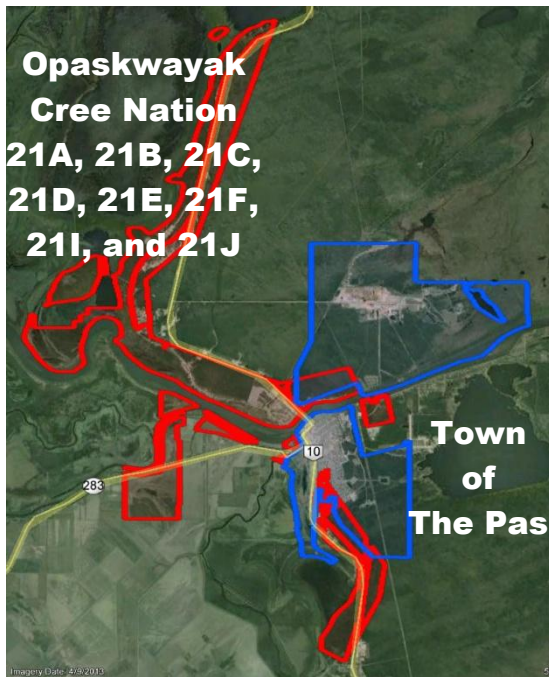 Opaskwayak
Cree Nation
21A, 21B, 21C,
21D, 21E, 21F,
21I, and 21J
Town
of
The Pas
10
283
Imagery Date: 4/9/2013